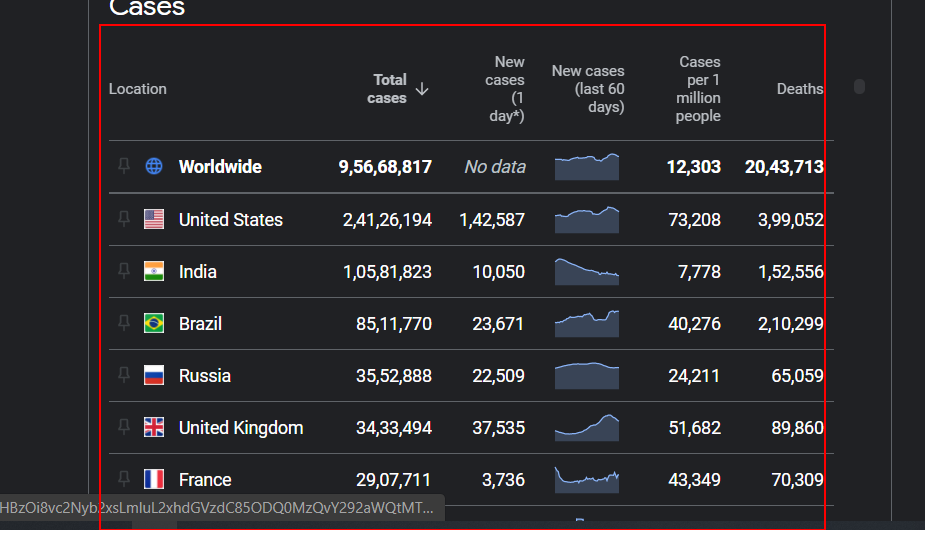 Cases
Location Total cases New cases (1 day*) New cases (last 60 days) Cases per 1 million people Deaths
Worldwide 9,56,68,817 No data 12,303 20,43,713
United States 2,41,26,194 1,42,587 73,208 3,99,052
India 1,05,81,823 10,050 7,778 1,52,556
Brazil 85,11,770 23,671 40,276 2,10,299
Russia 35,52,888 22,509 24,211 65,059
United Kingdom 34,33,494 37,535 51,682 89,860
France 29,07,711 3,736 43,349 70,309